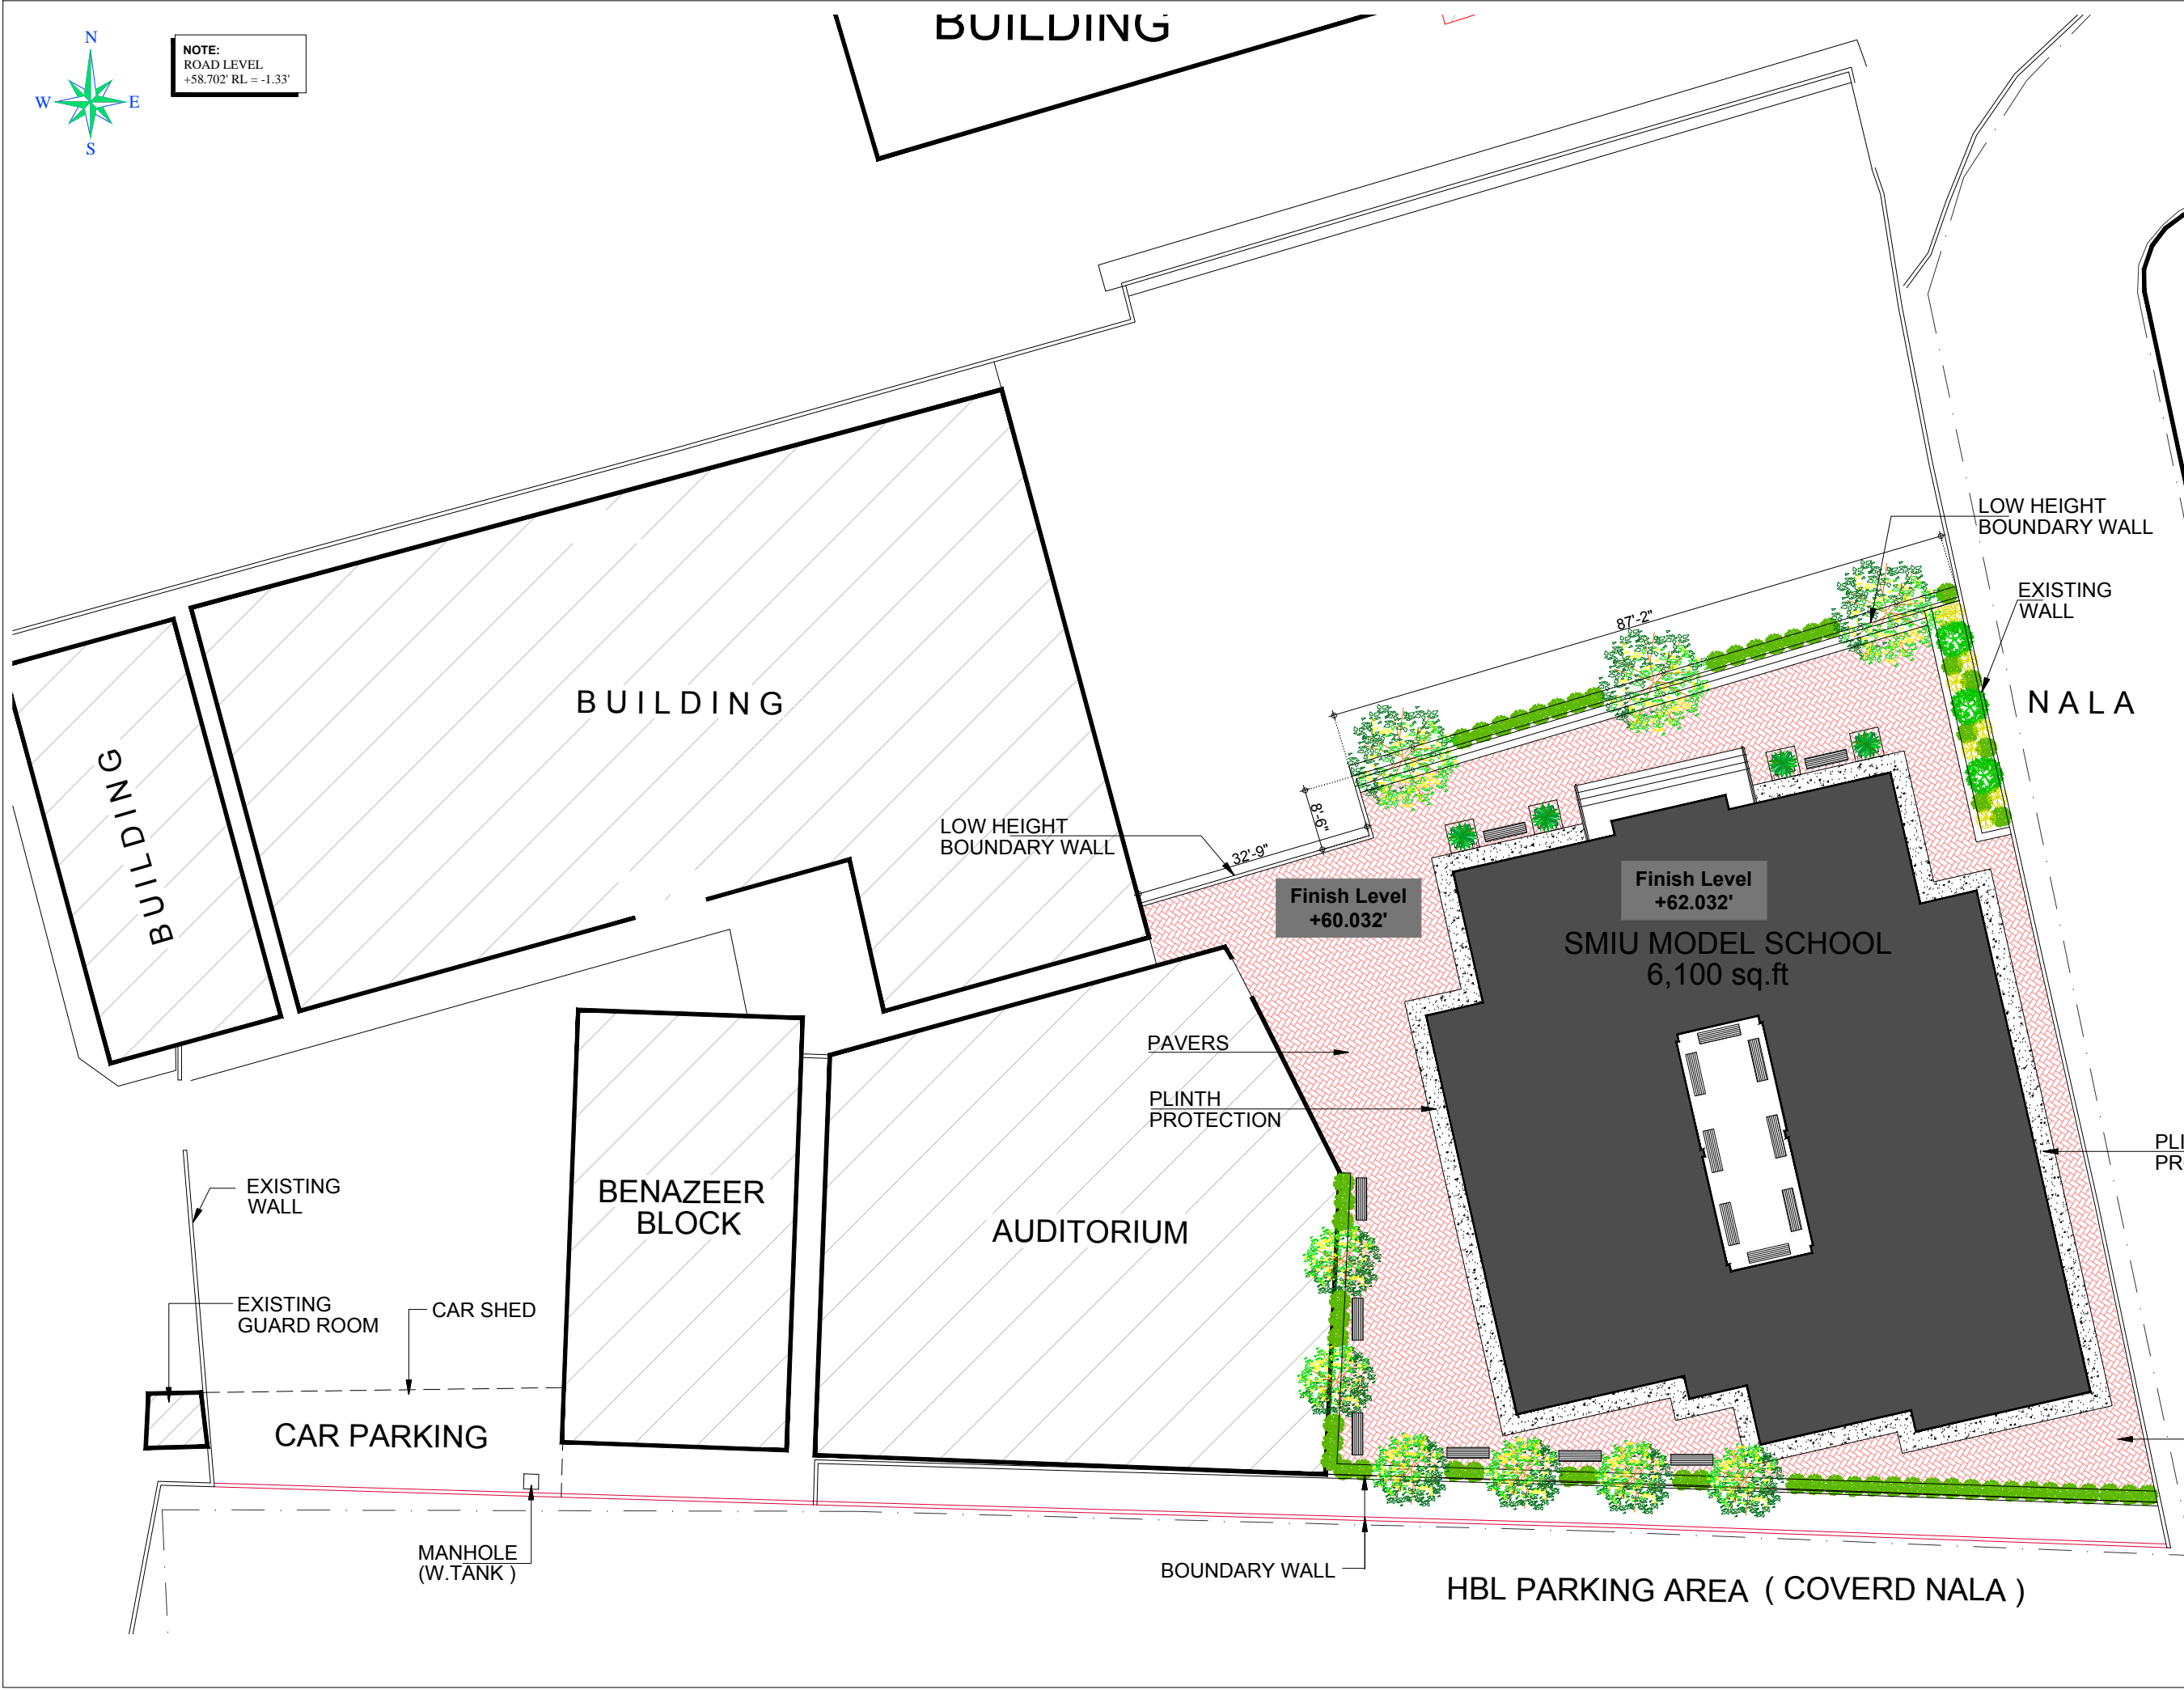 BUILDING
N
W
E
S
NOTE:
ROAD LEVEL
+58.702' RL = -1.33'
LOW HEIGHT
BOUNDARY WALL
EXISTING
WALL
87'-2"
NALA
BUILDING
BUILDING
8'-6"
LOW HEIGHT
BOUNDARY WALL
32'-9"
Finish Level
+60.032'
Finish Level
+62.032'
SMIU MODEL SCHOOL
6,100 sq.ft
PAVERS
PLINTH
PROTECTION
PLI
PR
EXISTING
WALL
BENAZEER
BLOCK
AUDITORIUM
EXISTING
GUARD ROOM
CAR SHED
CAR PARKING
MANHOLE
(W.TANK )
BOUNDARY WALL
HBL PARKING AREA ( COVERD NALA )